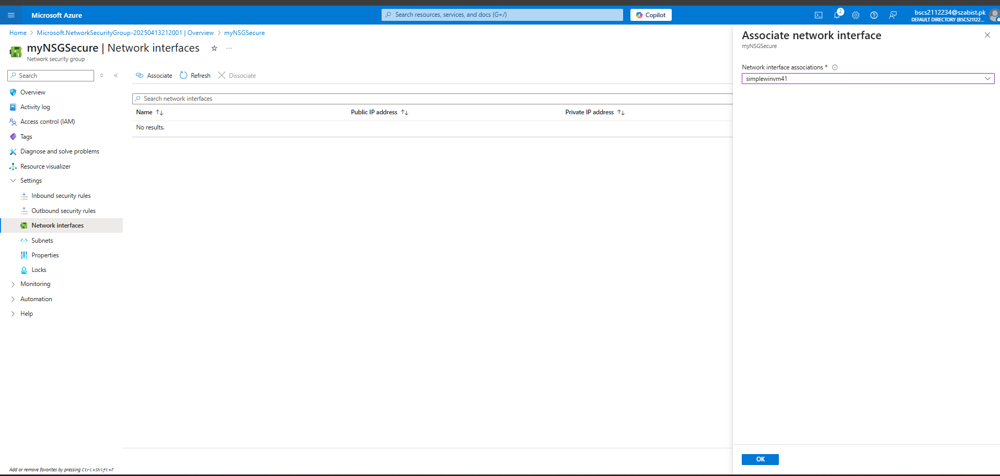 Microsoft Azure
Search resources, services, and docs (G+/)
Copilot
2
bscs2112234@szabist.pk
DEFAULT DIRECTORY (BSCS21122...
Home > Microsoft.NetworkSecurityGroup-20250413212001 | Overview > myNSGSecure
myNSGSecure | Network interfaces
Network security group
Search
Overview
Activity log
Access control (IAM)
Tags
Diagnose and solve problems
Resource visualizer
Settings
Inbound security rules
Outbound security rules
Network interfaces
Subnets
Properties
Locks
Monitoring
Automation
Help
Add or remove favorites by pressing Ctrl+Shift+F
Associate Refresh Dissociate
Search network interfaces
Name Public IP address Private IP address
No results.
Associate network interface
myNSGSecure
Network interface associations *
simplewinvm41
OK